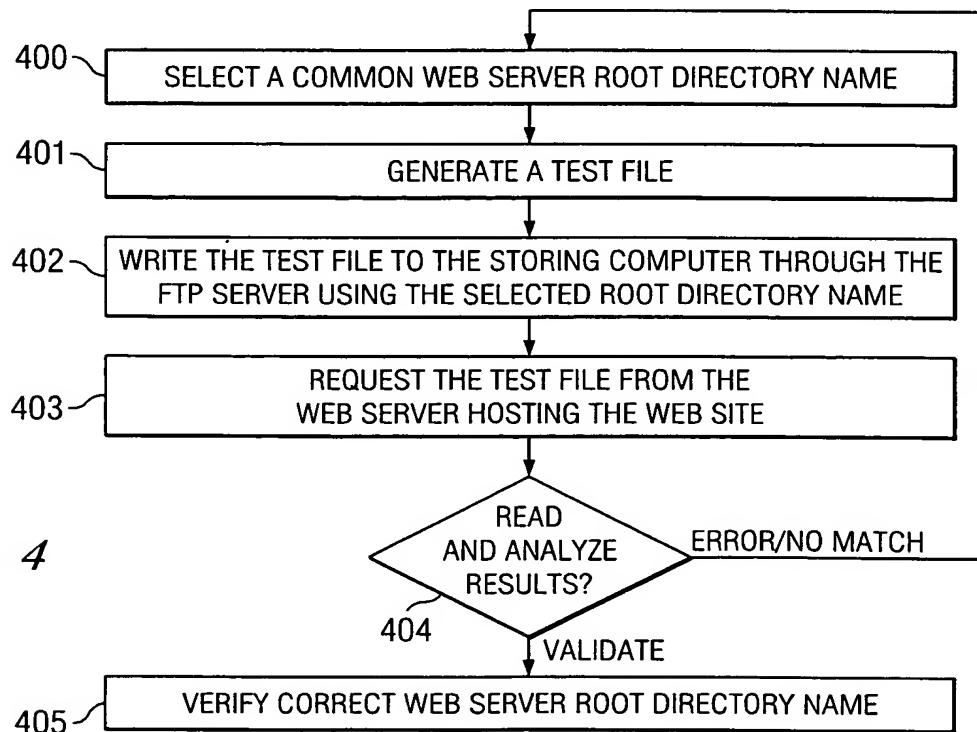 400
SELECT A COMMON WEB SERVER ROOT DIRECTORY NAME
401
GENERATE A TEST FILE
402
WRITE THE TEST FILE TO THE STORING COMPUTER THROUGH THE
FTP SERVER USING THE SELECTED ROOT DIRECTORY NAME
403
REQUEST THE TEST FILE FROM THE
WEB SERVER HOSTING THE WEB SITE
4
READ
AND ANALYZE
RESULTS?
ERROR/NO MATCH
404
VALIDATE
405
VERIFY CORRECT WEB SERVER ROOT DIRECTORY NAME